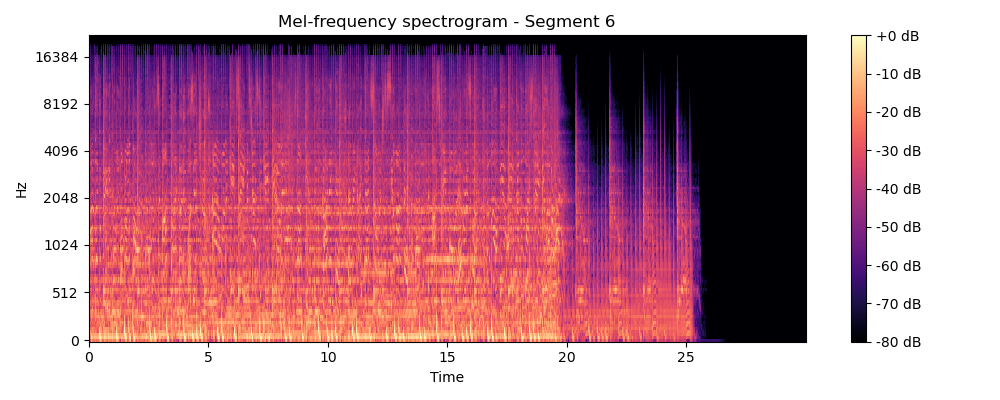 Mel-frequency spectrogram - Segment 6
Hz
16384
8192
4096
2048
1024
512
0
0 5 10 15 20 25
Time
+0 dB
-10 dB
-20 dB
-30 dB
-40 dB
-50 dB
-60 dB
-70 dB
-80 dB